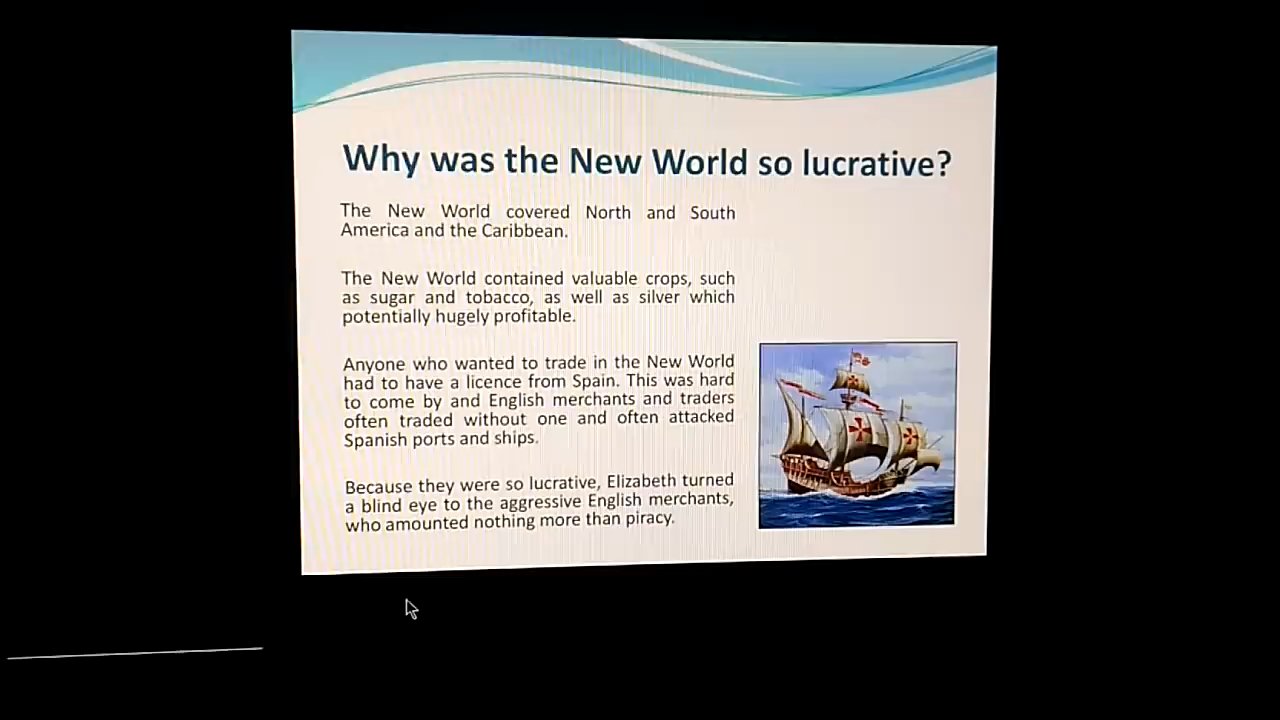 Why was the New World so lucrative?
The New World covered North and South
America and the Caribbean.
The New World contained valuable crops, such
as sugar and tobacco, as well as silver which
potentially hugely profitable.
Anyone who wanted to trade in the New World
had to have a licence from Spain. This was hard
to come by and English merchants and traders
often traded without one and often attacked
Spanish ports and ships.
Because they were so lucrative, Elizabeth turned
a blind eye to the aggressive English merchants,
who amounted nothing more than piracy.